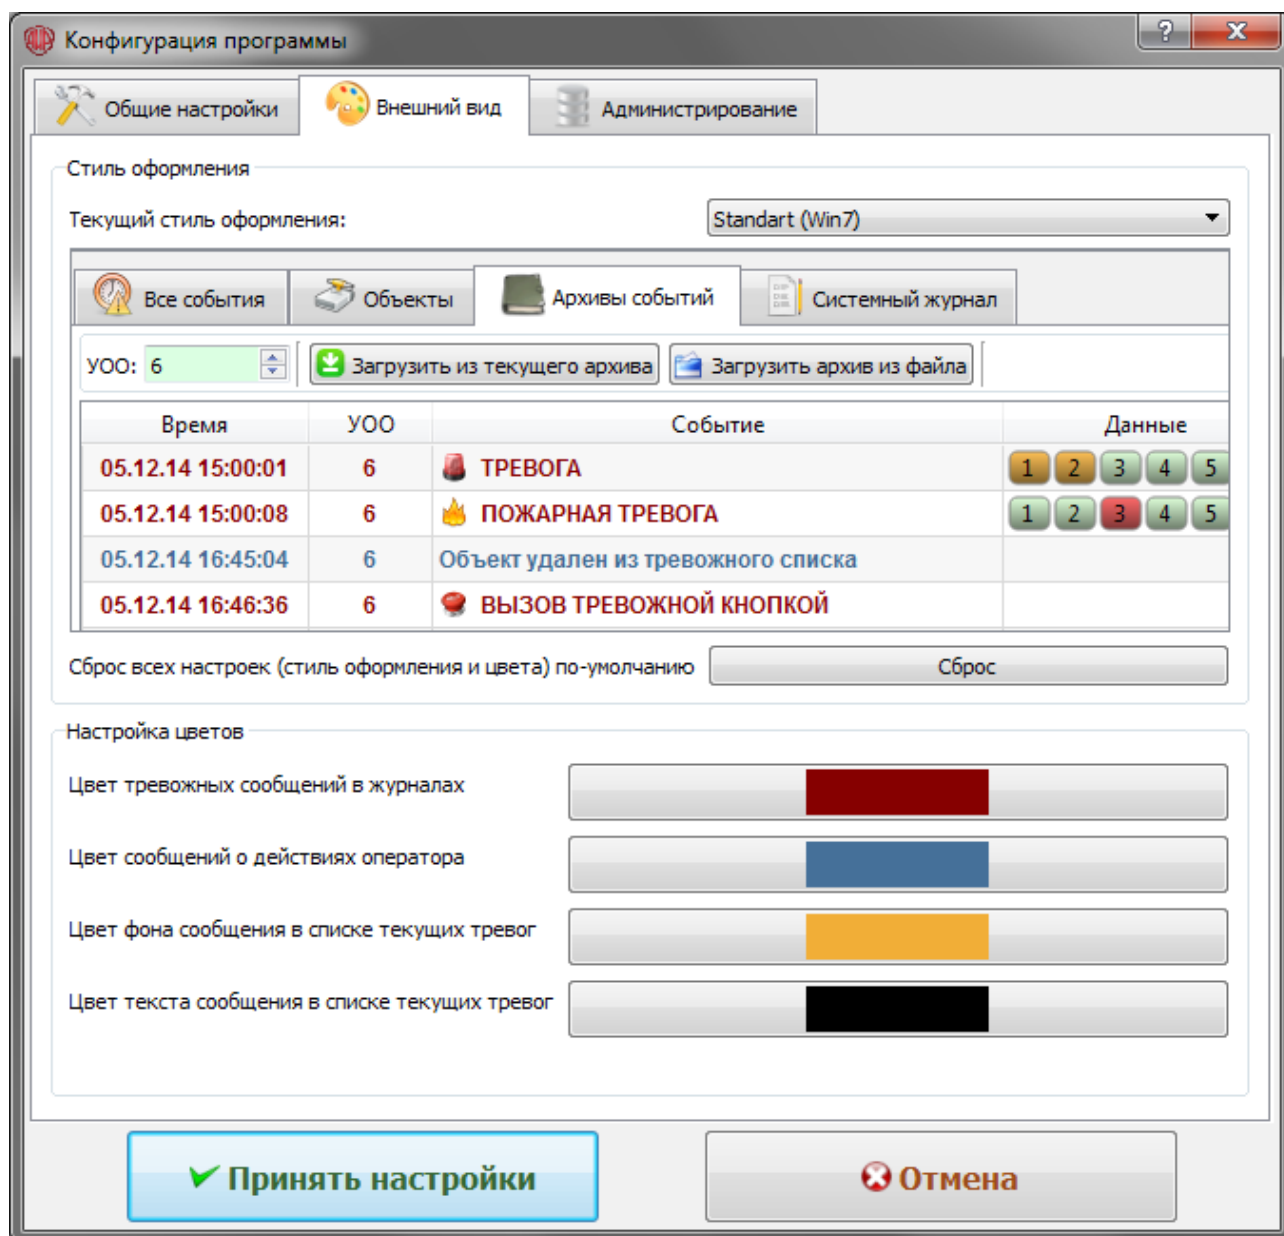 Конфигурация программы
?
Общие настройки
Внешний вид
Администрирование
Стиль оформления
Текущий стиль оформления:
Standart (Win7)
Все события
Объекты
Архивы событий
Системный журнал
УОО: 6
Загрузить из текущего архива
Загрузить архив из файла
Время УОО Событие Данные
05.12.14 15:00:01 6 ТРЕВОГА 1 2 3 4 5
05.12.14 15:00:08 6 ПОЖАРНАЯ ТРЕВОГА 1 2 3 4 5
05.12.14 16:45:04 6 Объект удален из тревожного списка
05.12.14 16:46:36 6 ВЫЗОВ ТРЕВОЖНОЙ КНОПКОЙ
Сброс всех настроек (стиль оформления и цвета) по-умолчанию
Сброс
Настройка цветов
Цвет тревожных сообщений в журналах
Цвет сообщений о действиях оператора
Цвет фона сообщения в списке текущих тревог
Цвет текста сообщения в списке текущих тревог
Принять настройки
Отмена